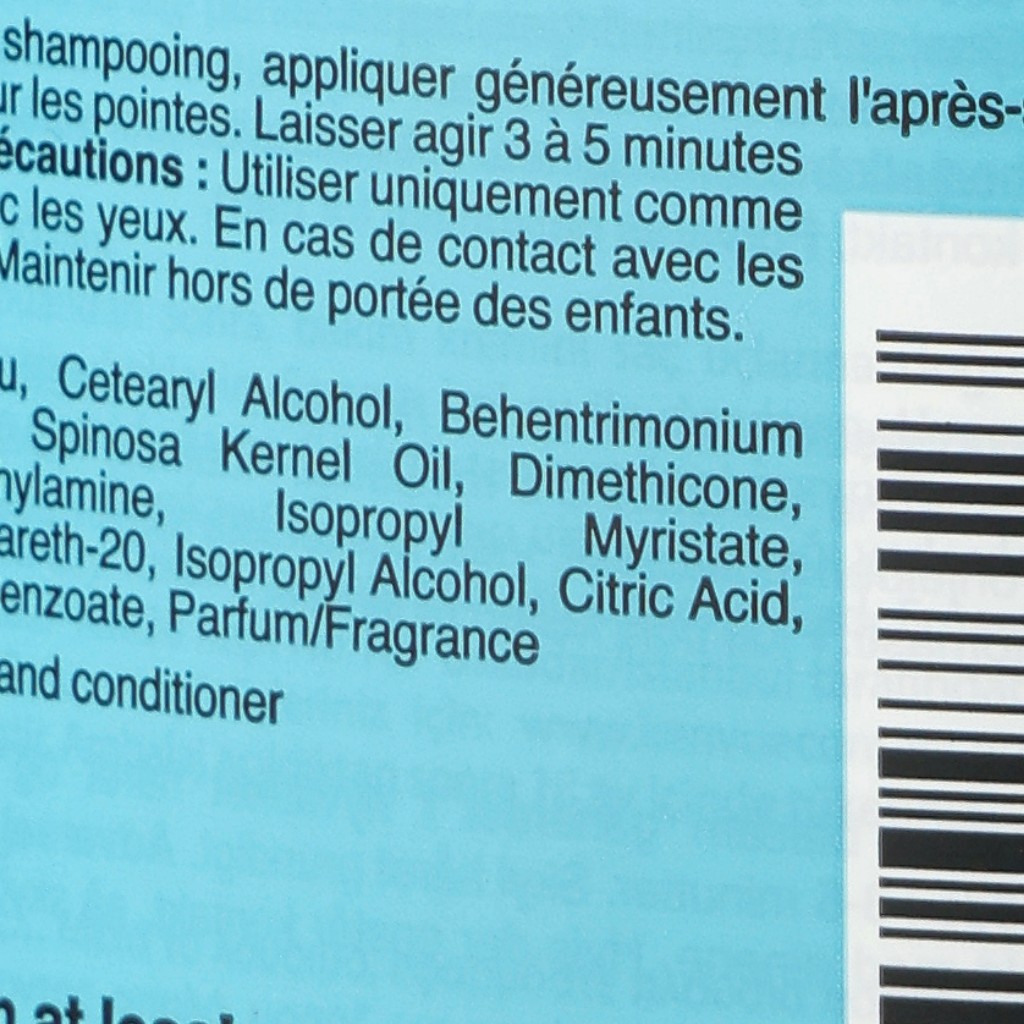 shampooing, appliquer généreusement l'après-
les pointes. Laisser agir 3 à 5 minutes
écautions : Utiliser uniquement comme
c les yeux. En cas de contact avec les
Maintenir hors de portée des enfants.
u, Cetearyl Alcohol, Behentrimonium
Spinosa Kernel Oil, Dimethicone,
nylamine, Isopropyl Myristate,
areth-20, Isopropyl Alcohol, Citric Acid,
enzoate, Parfum/Fragrance
and conditioner
at